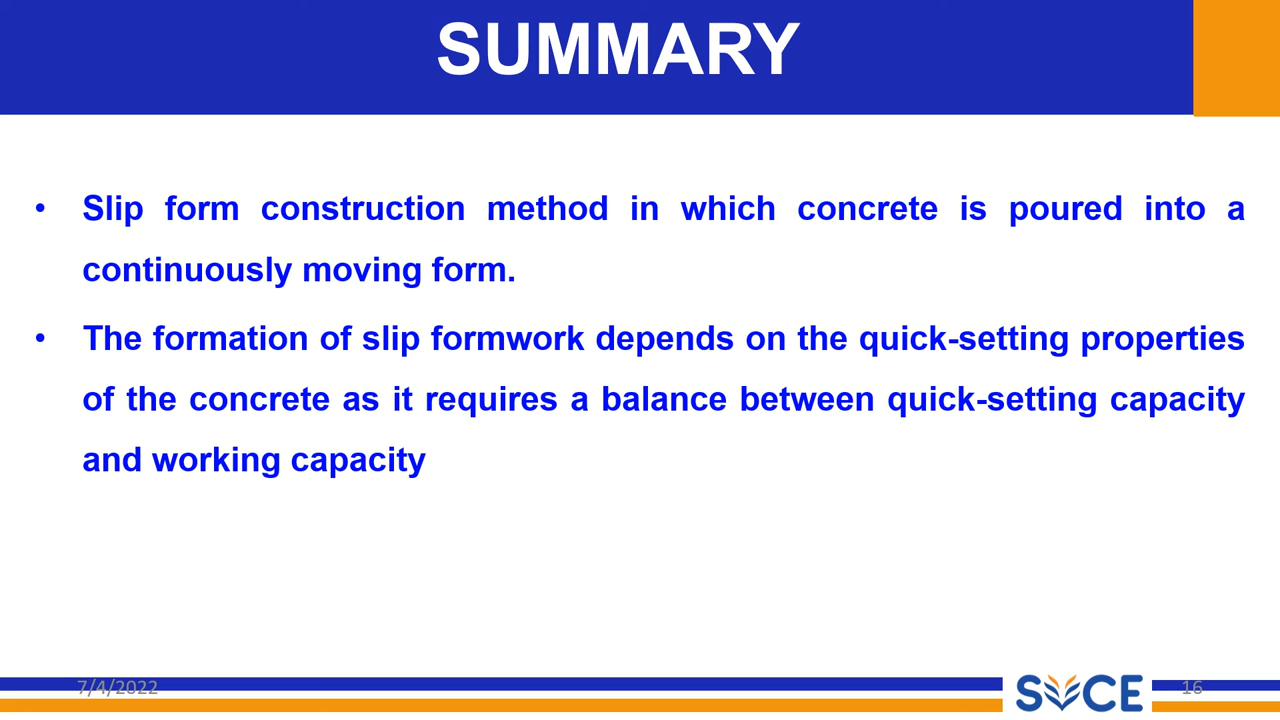 SUMMARY
• Slip form construction method in which concrete is poured into a
continuously moving form.
• The formation of slip formwork depends on the quick-setting properties
of the concrete as it requires a balance between quick-setting capacity
and working capacity
7/4/2022
SVCE
16